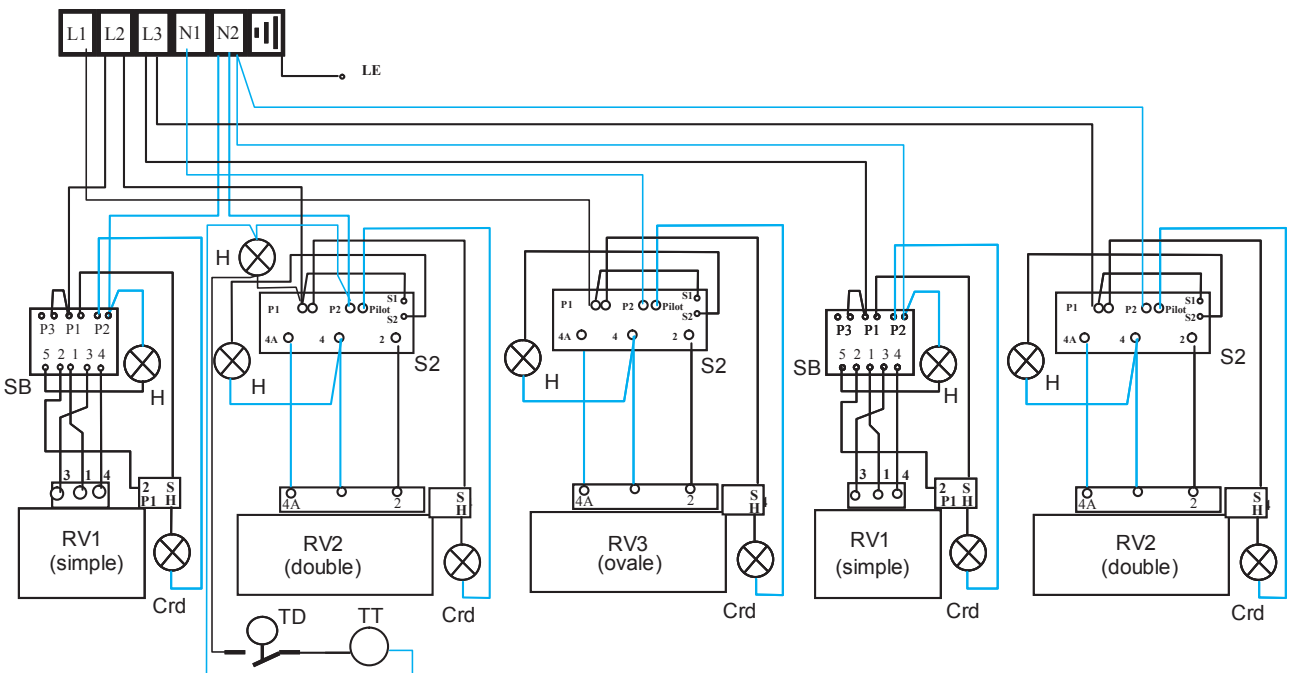 L1 L2 L3 N1 N2
LE
H
P3 P1 P2
5 2 1 3 4
SB
H
3 1 4
2 S
P1 H
RV1
(simple)
Crd
P1 P2 Pilot S1
S2
4A 4 2
S2
H
4A 2
S
H
RV2
(double)
Crd
TD TT
P1 P2 Pilot S1
S2
4A 4 2
S2
H
4A 2
S
H
RV3
(ovale)
Crd
P3 P1 P2
5 2 1 3 4
SB
H
3 1 4
2 S
P1 H
RV1
(simple)
Crd
P1 P2 Pilot S1
S2
4A 4 2
S2
H
4A 2
S
H
RV2
(double)
Crd